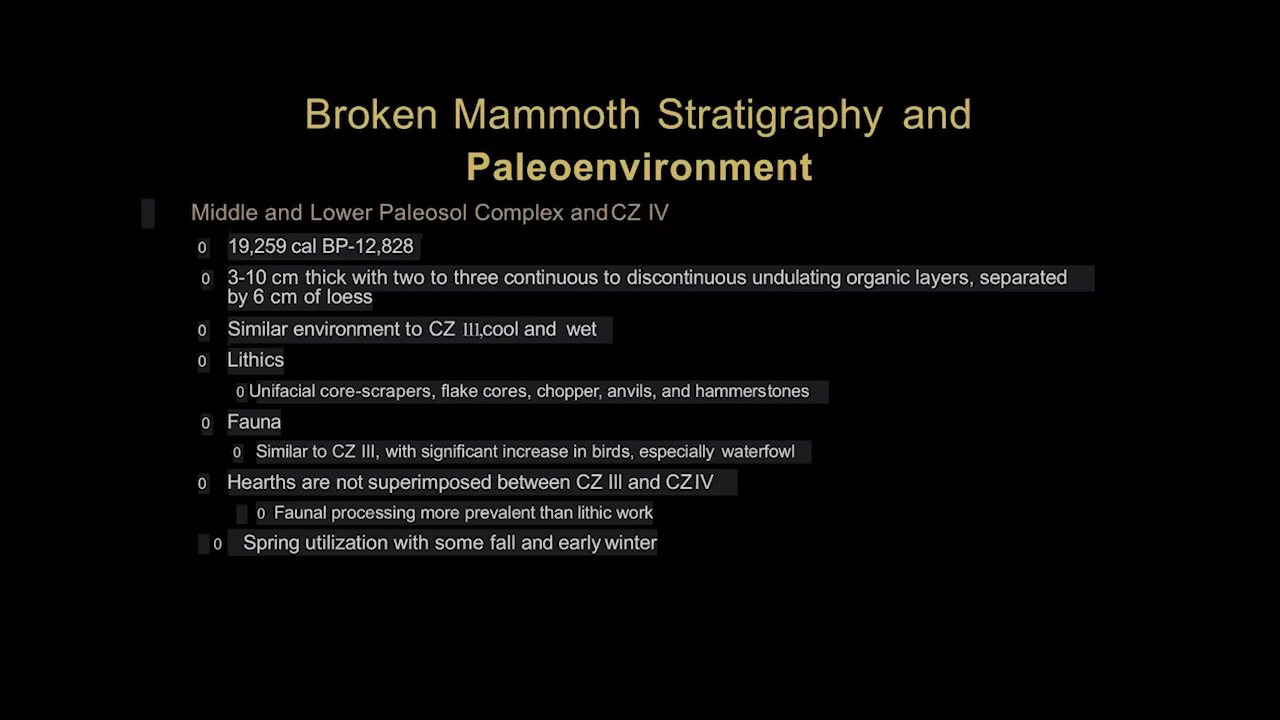 Broken Mammoth Stratigraphy and
Paleoenvironment
Middle and Lower Paleosol Complex and CZ IV
0 19,259 cal BP-12,828
0 3-10 cm thick with two to three continuous to discontinuous undulating organic layers, separated
by 6 cm of loess
0 Similar environment to CZ lll,cool and wet
0 Lithics
0 Unifacial core-scrapers, flake cores, chopper, anvils, and hammerstones
0 Fauna
0 Similar to CZ III, with significant increase in birds, especially waterfowl
0 Hearths are not superimposed between CZ III and CZ IV
0 Faunal processing more prevalent than lithic work
0 Spring utilization with some fall and early winter